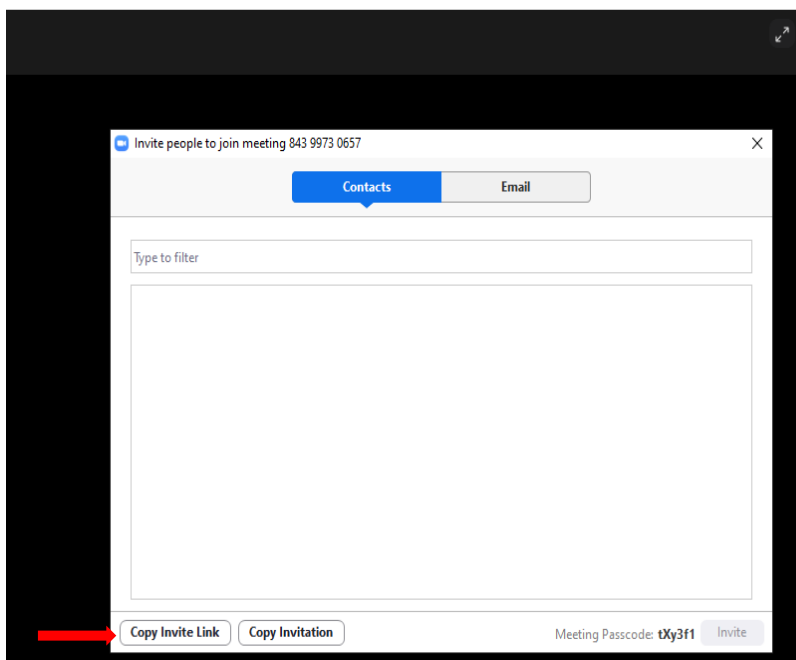 Invite people to join meeting 843 9973 0657
Contacts Email
Type to filter
Copy Invite Link Copy Invitation Meeting Passcode: tXy3f1 Invite